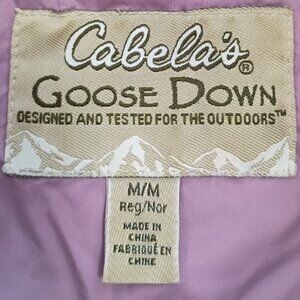 Cabela's®
GOOSE DOWN
DESIGNED AND TESTED FOR THE OUTDOORS™
M/M
Reg/Nor
MADE IN
CHINA
FABRIQUÉ EN
CHINE